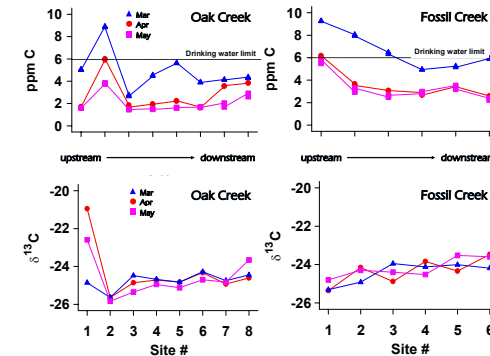 Oak Creek
Mar
Apr
May
Drinking water limit
ppm C
10
8
6
4
2
0
upstream
downstream
Fossil Creek
Drinking water limit
ppm C
10
8
6
4
2
0
upstream
downstream
Oak Creek
Mar
Apr
May
δ13C
-20
-22
-24
-26
1 2 3 4 5 6 7 8
Site #
Fossil Creek
δ13C
-20
-22
-24
-26
1 2 3 4 5 6
Site #